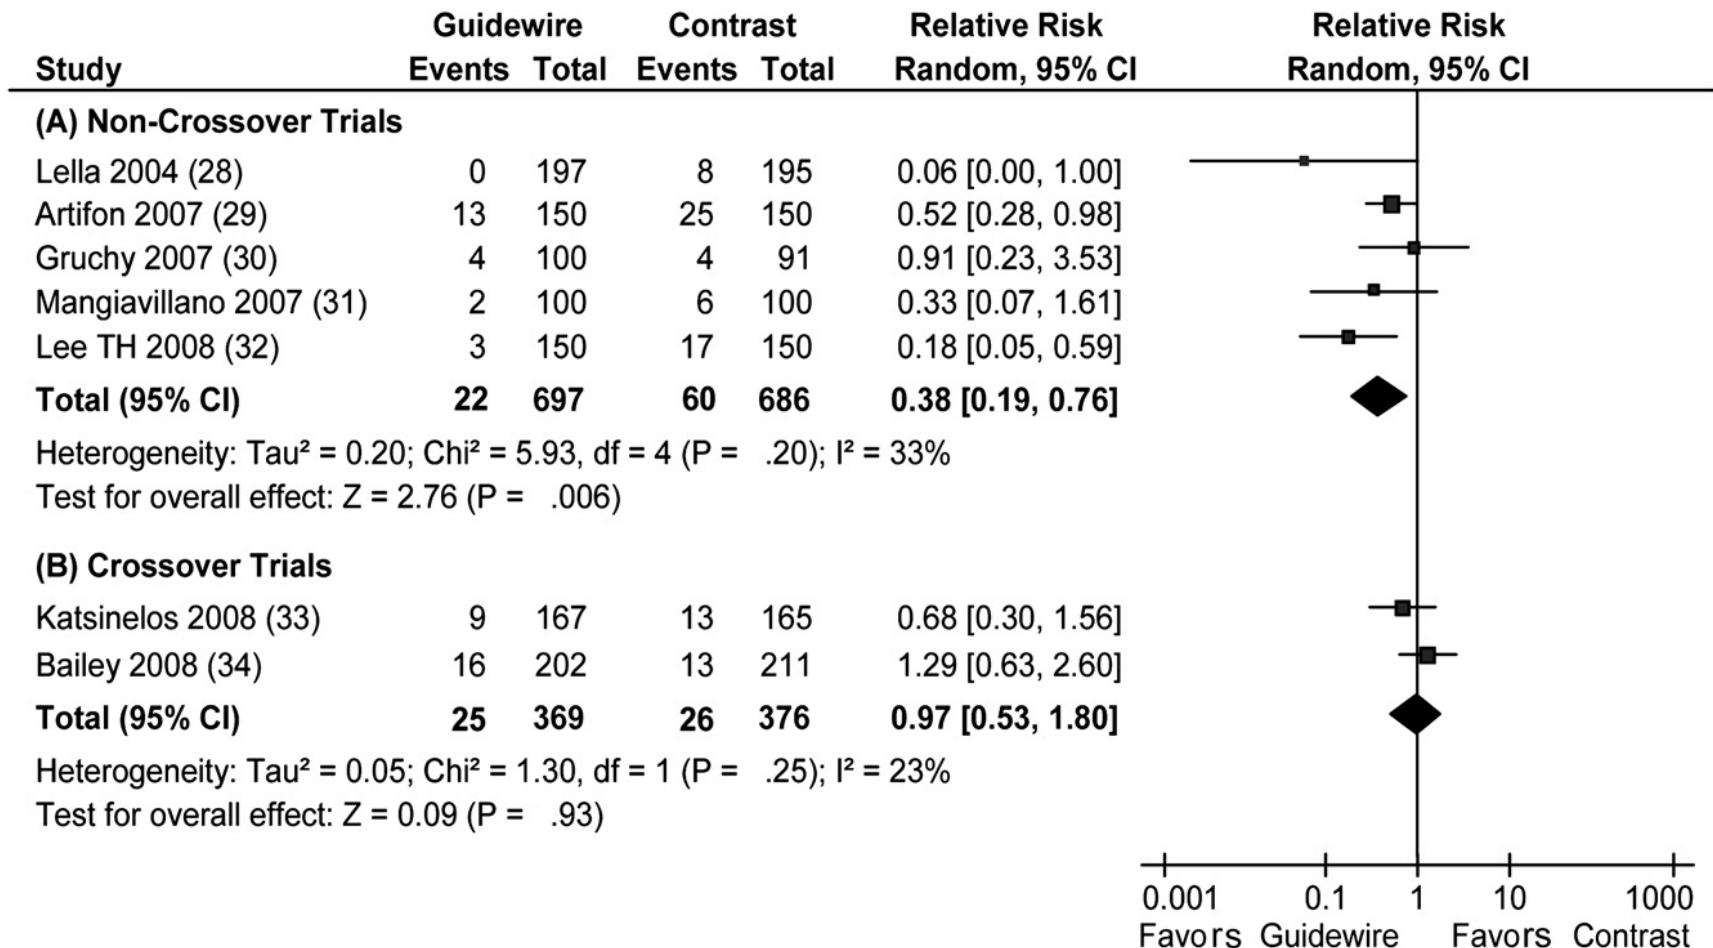 Guidewire Contrast Relative Risk Relative Risk
Study Events Total Events Total Random, 95% CI Random, 95% CI
(A) Non-Crossover Trials
Lella 2004 (28) 0 197 8 195 0.06 [0.00, 1.00]
Artifon 2007 (29) 13 150 25 150 0.52 [0.28, 0.98]
Gruchy 2007 (30) 4 100 4 91 0.91 [0.23, 3.53]
Mangiavillano 2007 (31) 2 100 6 100 0.33 [0.07, 1.61]
Lee TH 2008 (32) 3 150 17 150 0.18 [0.05, 0.59]
Total (95% CI) 22 697 60 686 0.38 [0.19, 0.76]
Heterogeneity: Tau² = 0.20; Chi² = 5.93, df = 4 (P = .20); I² = 33%
Test for overall effect: Z = 2.76 (P = .006)
(B) Crossover Trials
Katsinelos 2008 (33) 9 167 13 165 0.68 [0.30, 1.56]
Bailey 2008 (34) 16 202 13 211 1.29 [0.63, 2.60]
Total (95% CI) 25 369 26 376 0.97 [0.53, 1.80]
Heterogeneity: Tau² = 0.05; Chi² = 1.30, df = 1 (P = .25); I² = 23%
Test for overall effect: Z = 0.09 (P = .93)
0.001 0.1 1 10 1000
Favors Guidewire Favors Contrast